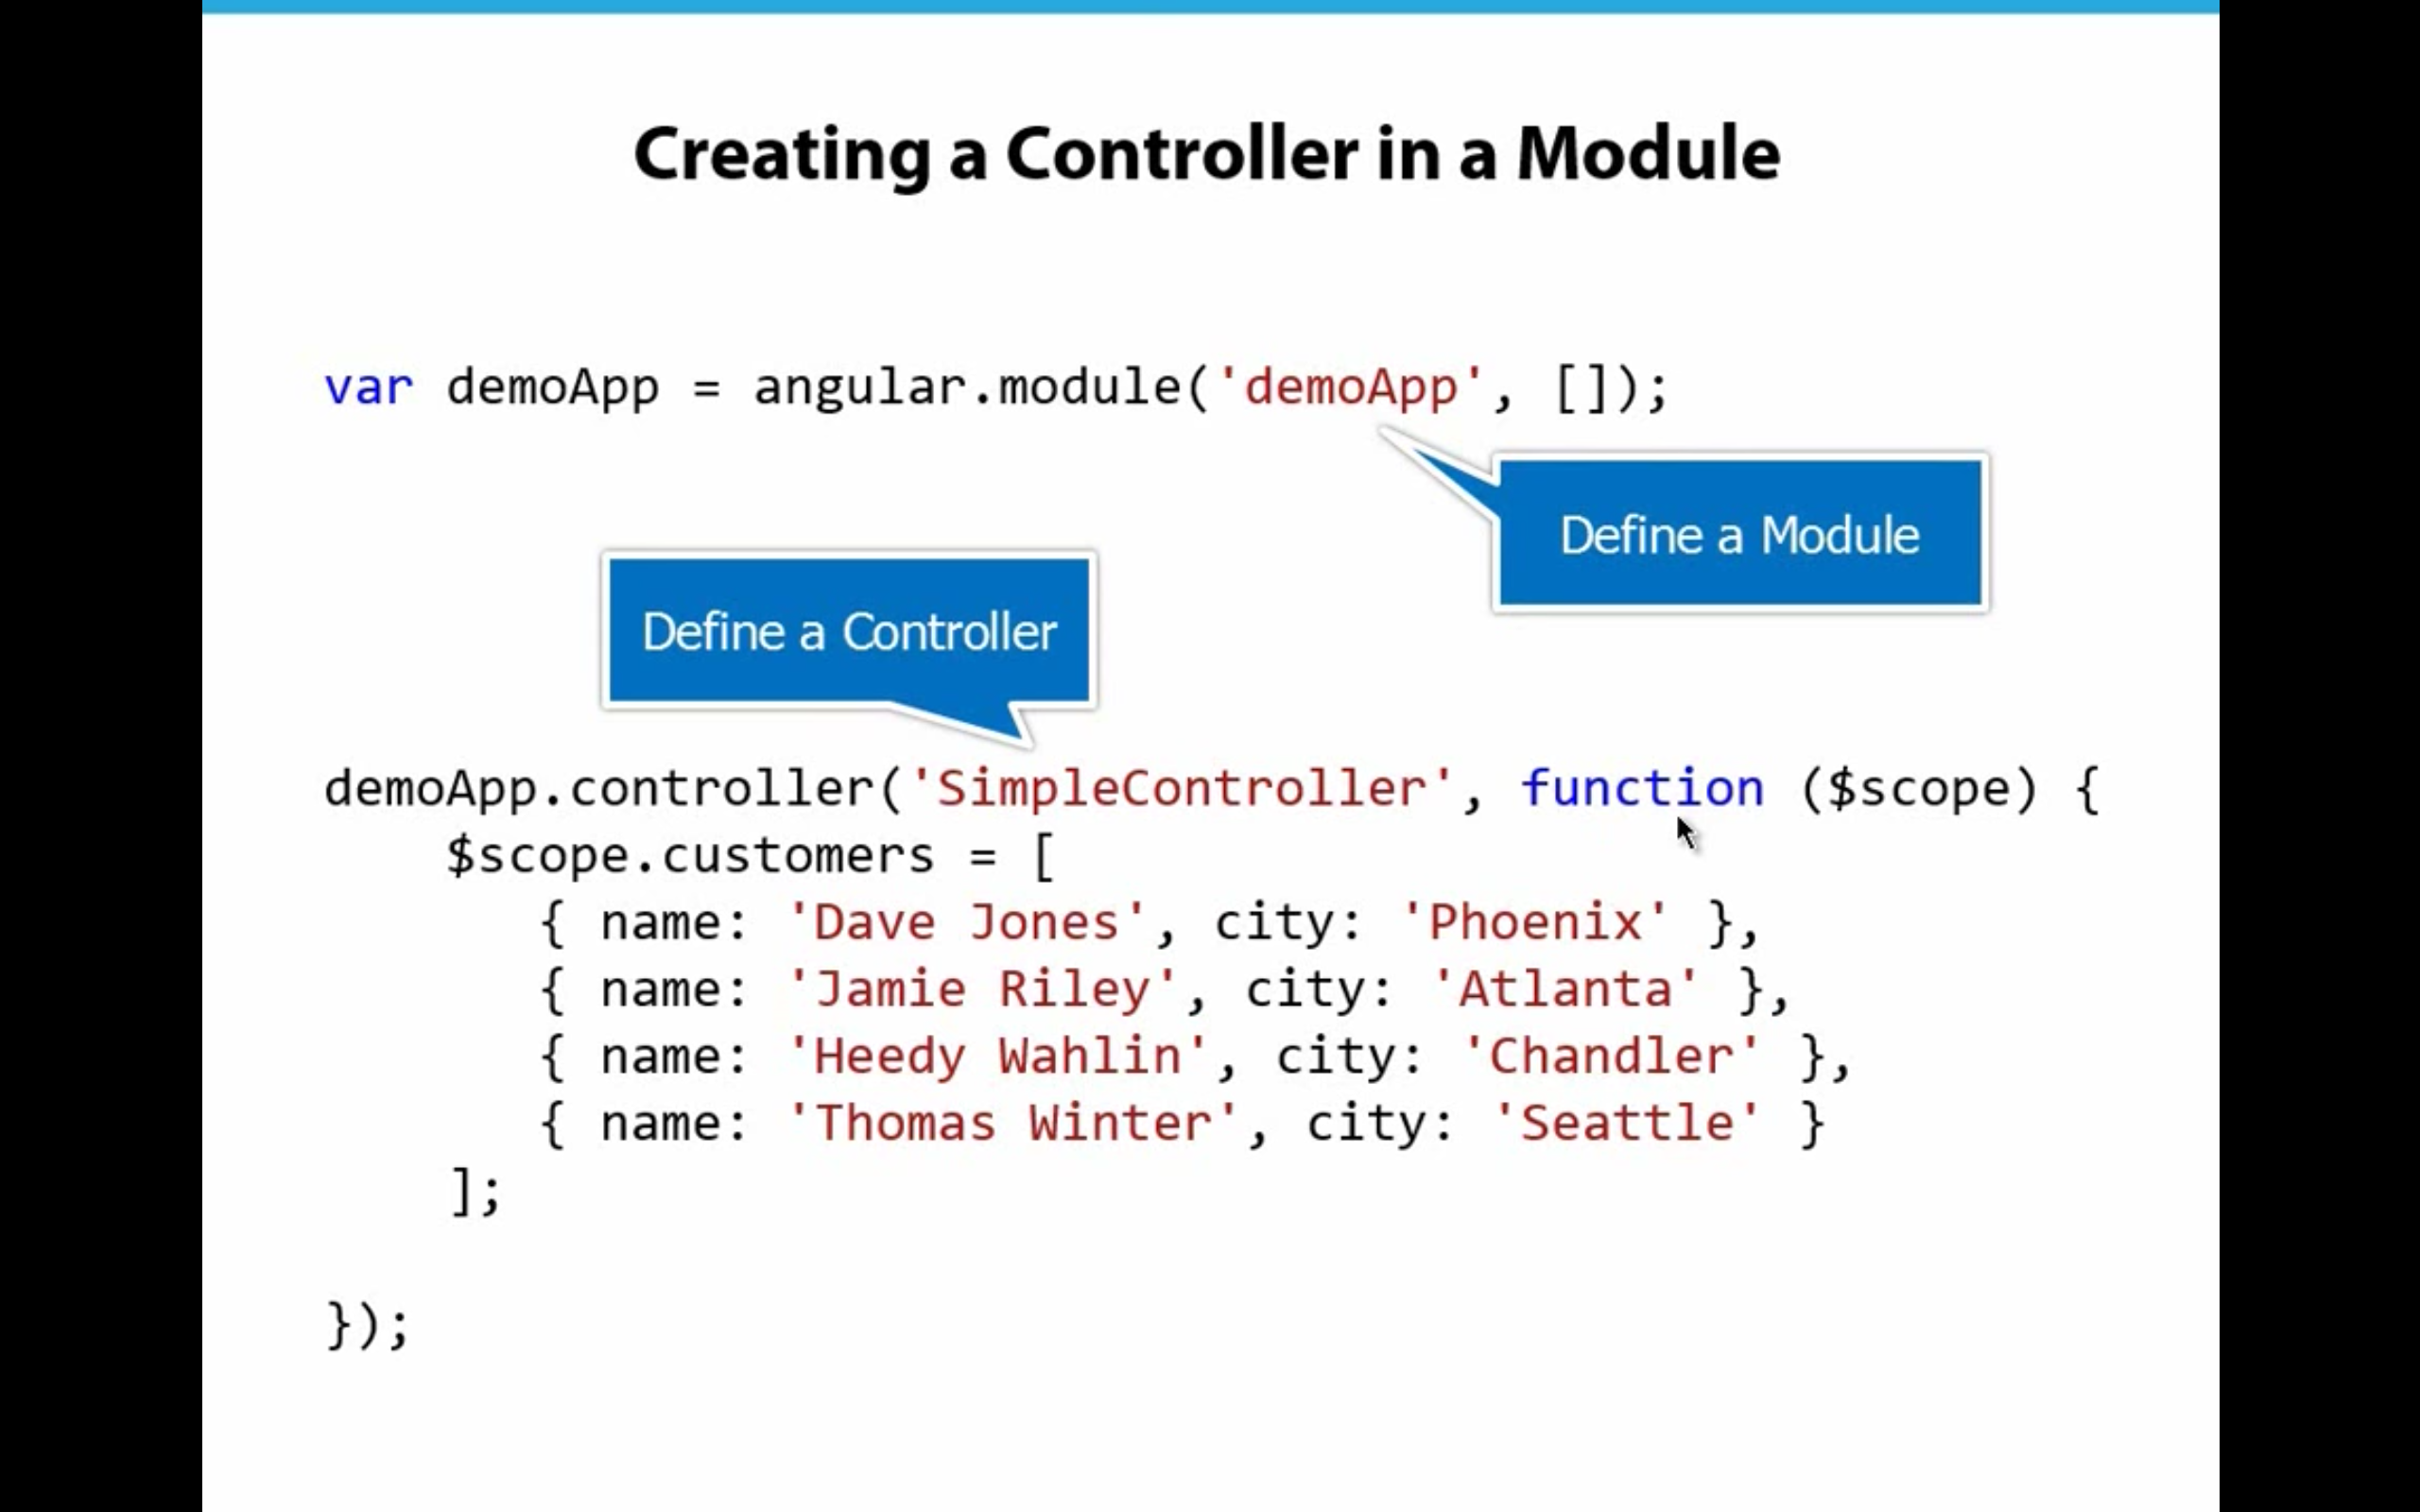 Creating a Controller in a Module
var demoApp = angular.module('demoApp', []);
Define a Module
Define a Controller
demoApp.controller('SimpleController', function ($scope) {
$scope.customers = [
{ name: 'Dave Jones', city: 'Phoenix' },
{ name: 'Jamie Riley', city: 'Atlanta' },
{ name: 'Heedy Wahlin', city: 'Chandler' },
{ name: 'Thomas Winter', city: 'Seattle' }
];
});